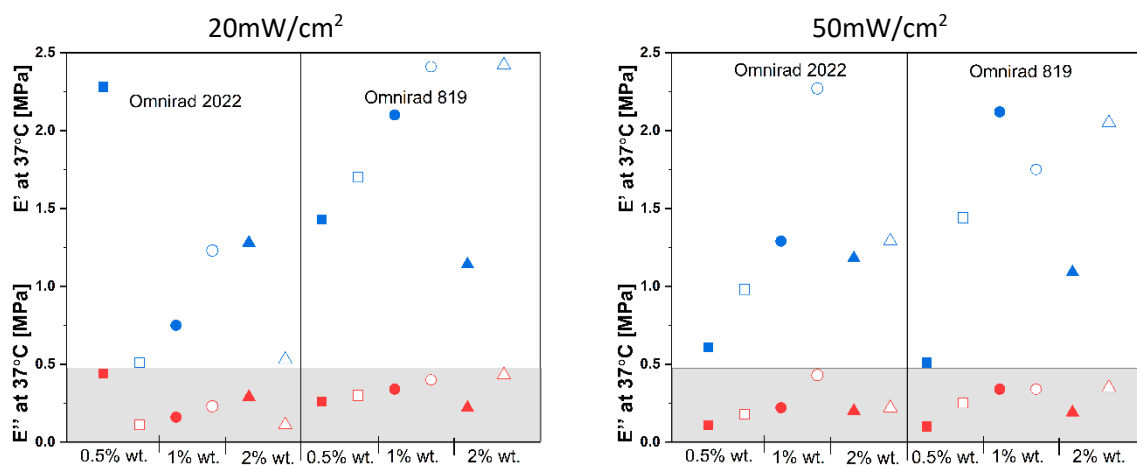 20mW/cm²
2.5
2.0
1.5
1.0
0.5
0.0
E' at 37°C [MPa]
E'' at 37°C [MPa]
Omnirad 2022
Omnirad 819
0.5% wt.
1% wt.
2% wt.
0.5% wt.
1% wt.
2% wt.
50mW/cm²
2.5
2.0
1.5
1.0
0.5
0.0
E' at 37°C [MPa]
E'' at 37°C [MPa]
Omnirad 2022
Omnirad 819
0.5% wt.
1% wt.
2% wt.
0.5% wt.
1% wt.
2% wt.